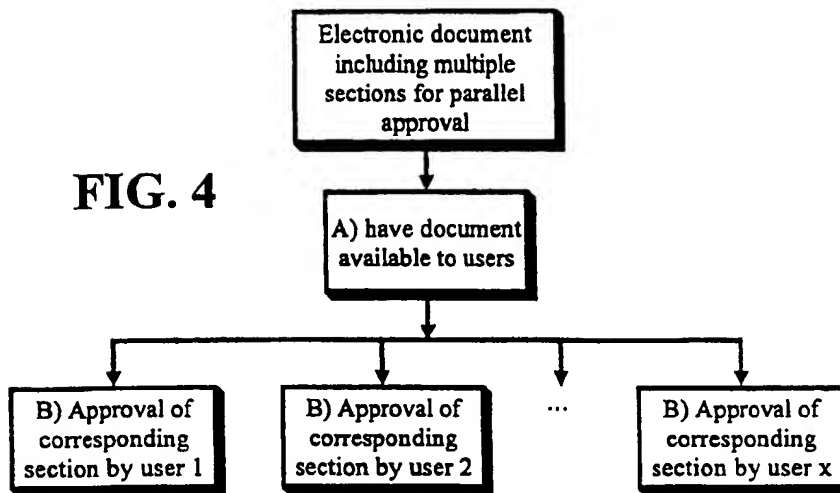 Electronic document
including multiple
sections for parallel
approval
FIG. 4
A) have document
available to users
B) Approval of
corresponding
section by user 1
B) Approval of
corresponding
section by user 2
...
B) Approval of
corresponding
section by user x